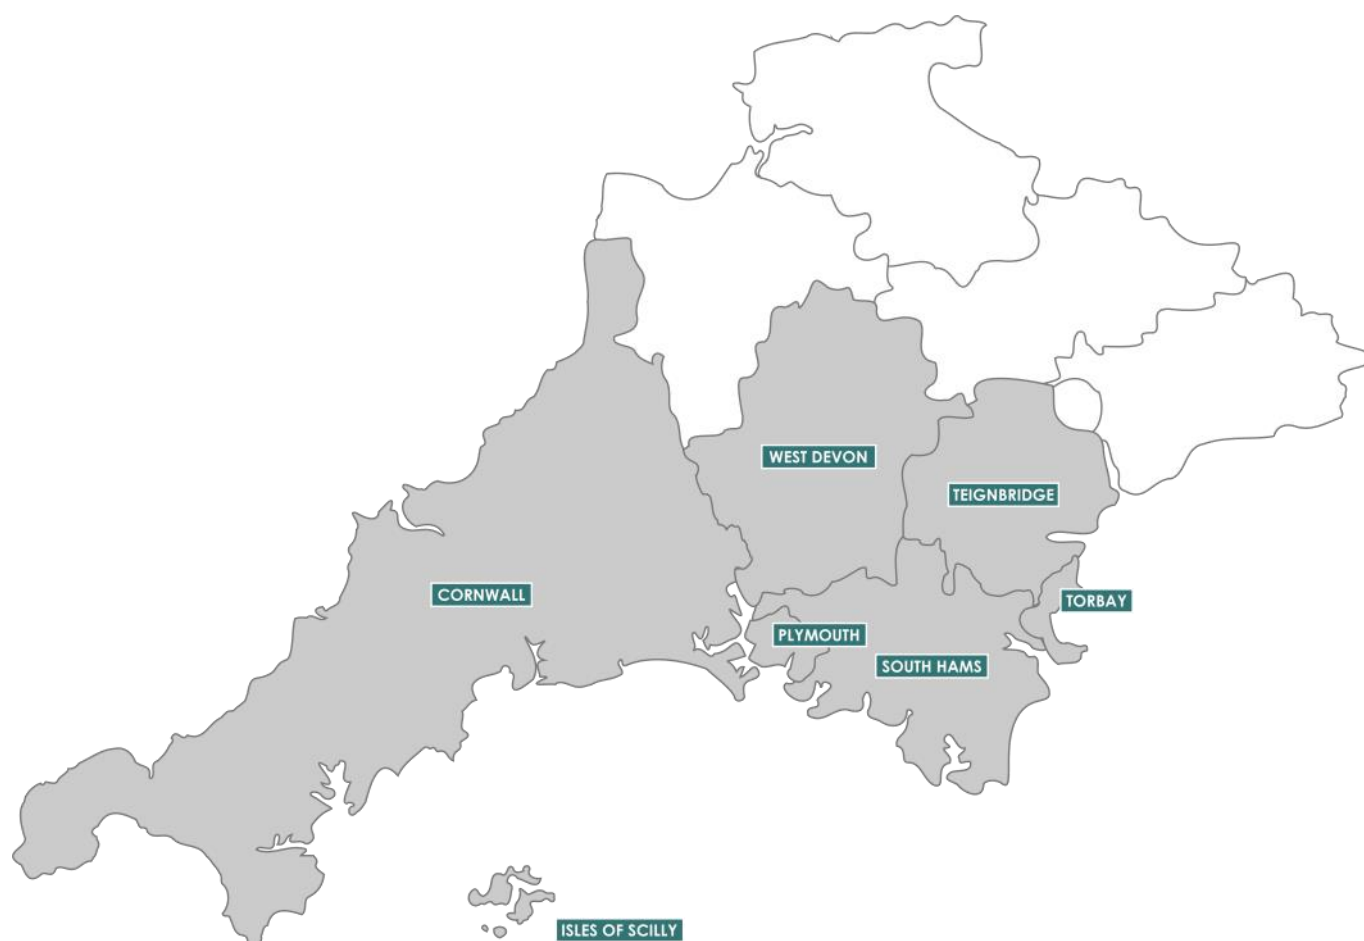 WEST DEVON
TEIGNBRIDGE
CORNWALL
TORBAY
PLYMOUTH
SOUTH HAMS
ISLES OF SCILLY